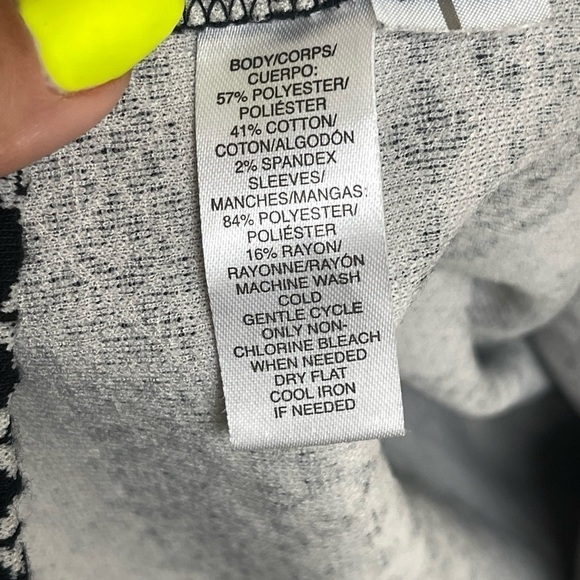 BODY/CORPS/
CUERPO:
57% POLYESTER/
POLIÉSTER
41% COTTON/
COTON/ALGODÓN
2% SPANDEX
SLEEVES/
MANCHES/MANGAS:
84% POLYESTER/
POLIÉSTER
16% RAYON/
RAYONNE/RAYÓN
MACHINE WASH
COLD
GENTLE CYCLE
ONLY NON-
CHLORINE BLEACH
WHEN NEEDED
DRY FLAT
COOL IRON
IF NEEDED